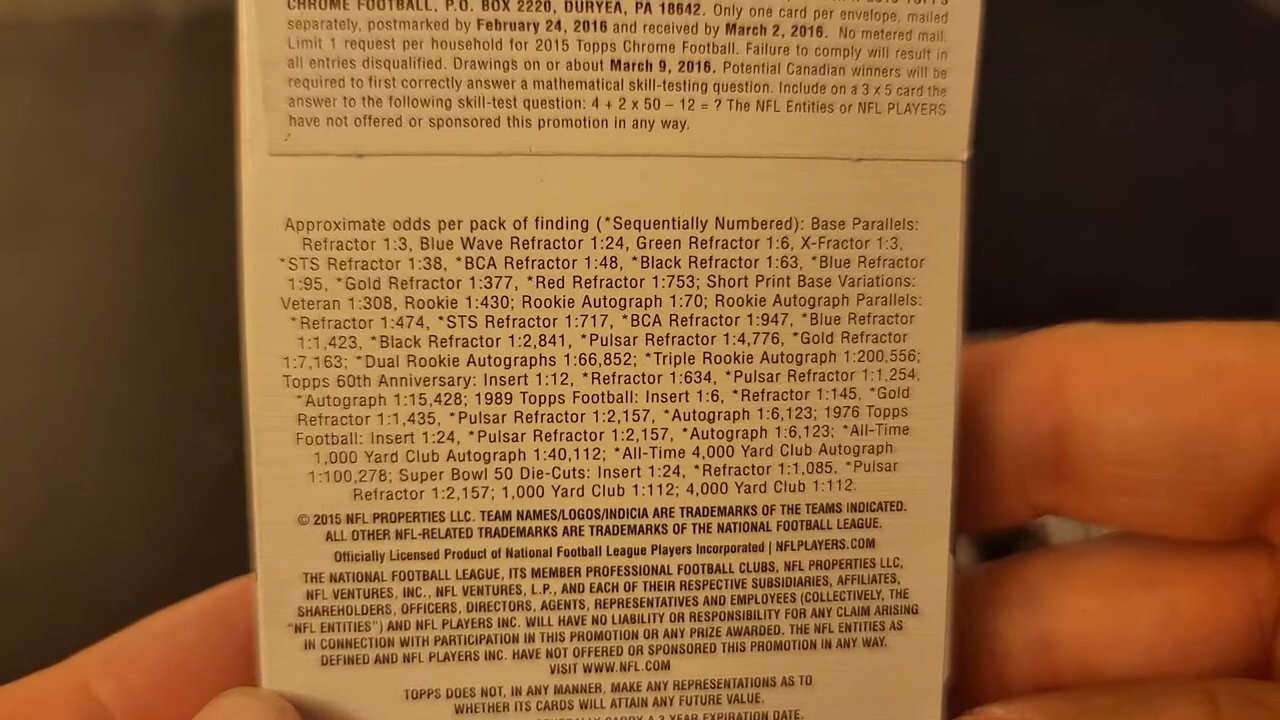 CHROME FOOTBALL, P.O. BOX 2220, DURYEA, PA 18642. Only one card per envelope, mailed
separately, postmarked by February 24, 2016 and received by March 2, 2016. No metered mail.
Limit 1 request per household for 2015 Topps Chrome Football. Failure to comply will result in
all entries disqualified. Drawings on or about March 9, 2016. Potential Canadian winners will be
required to first correctly answer a mathematical skill-testing question. Include on a 3 x 5 card the
answer to the following skill-test question: 4 + 2 x 50 – 12 = ? The NFL Entities or NFL PLAYERS
have not offered or sponsored this promotion in any way.
Approximate odds per pack of finding (*Sequentially Numbered): Base Parallels:
Refractor 1:3, Blue Wave Refractor 1:24, Green Refractor 1:6, X-Fractor 1:3,
*STS Refractor 1:38, *BCA Refractor 1:48, *Black Refractor 1:63, *Blue Refractor
1:95, *Gold Refractor 1:377, *Red Refractor 1:753; Short Print Base Variations:
Veteran 1:308, Rookie 1:430; Rookie Autograph 1:70; Rookie Autograph Parallels:
*Refractor 1:474, *STS Refractor 1:717, *BCA Refractor 1:947, *Blue Refractor
1:1,423, *Black Refractor 1:2,841, *Pulsar Refractor 1:4,776, *Gold Refractor
1:7,163; *Dual Rookie Autographs 1:66,852; *Triple Rookie Autograph 1:200,556;
Topps 60th Anniversary: Insert 1:12, *Refractor 1:634, *Pulsar Refractor 1:1,254,
*Autograph 1:15,428; 1989 Topps Football: Insert 1:6, *Refractor 1:145, *Gold
Refractor 1:1,435, *Pulsar Refractor 1:2,157, *Autograph 1:6,123; 1976 Topps
Football: Insert 1:24, *Pulsar Refractor 1:2,157, *Autograph 1:6,123; *All-Time
1,000 Yard Club Autograph 1:40,112; *All-Time 4,000 Yard Club Autograph
1:100,278; Super Bowl 50 Die-Cuts: Insert 1:24, *Refractor 1:1,085, *Pulsar
Refractor 1:2,157; 1,000 Yard Club 1:112; 4,000 Yard Club 1:112.
© 2015 NFL PROPERTIES LLC. TEAM NAMES/LOGOS/INDICIA ARE TRADEMARKS OF THE TEAMS INDICATED.
ALL OTHER NFL-RELATED TRADEMARKS ARE TRADEMARKS OF THE NATIONAL FOOTBALL LEAGUE.
Officially Licensed Product of National Football League Players Incorporated | NFLPLAYERS.COM
THE NATIONAL FOOTBALL LEAGUE, ITS MEMBER PROFESSIONAL FOOTBALL CLUBS, NFL PROPERTIES LLC,
NFL VENTURES, INC., NFL VENTURES, L.P., AND EACH OF THEIR RESPECTIVE SUBSIDIARIES, AFFILIATES,
SHAREHOLDERS, OFFICERS, DIRECTORS, AGENTS, REPRESENTATIVES AND EMPLOYEES (COLLECTIVELY, THE
"NFL ENTITIES") AND NFL PLAYERS INC. WILL HAVE NO LIABILITY OR RESPONSIBILITY FOR ANY CLAIM ARISING
IN CONNECTION WITH PARTICIPATION IN THIS PROMOTION OR ANY PRIZE AWARDED. THE NFL ENTITIES AS
DEFINED AND NFL PLAYERS INC. HAVE NOT OFFERED OR SPONSORED THIS PROMOTION IN ANY WAY.
VISIT WWW.NFL.COM
TOPPS DOES NOT, IN ANY MANNER, MAKE ANY REPRESENTATIONS AS TO
WHETHER ITS CARDS WILL ATTAIN ANY FUTURE VALUE.
CARRY A 3 YEAR EXPIRATION DATE.